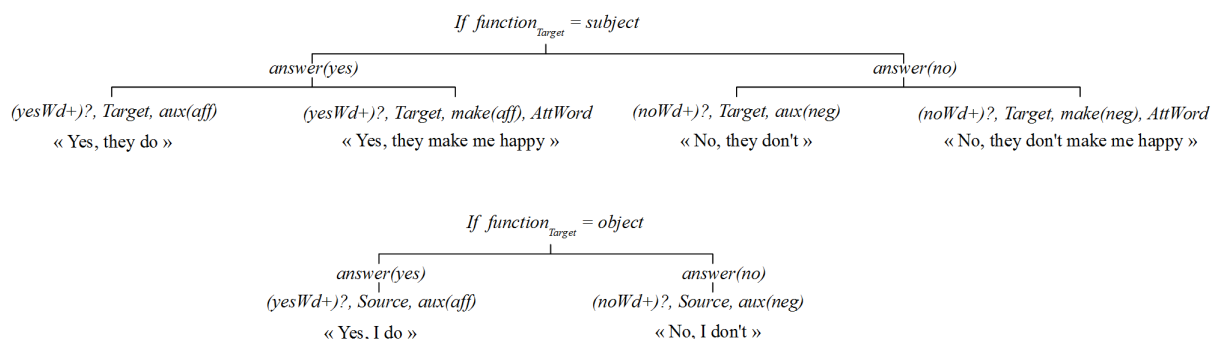 If function_Target = subject
answer(yes) answer(no)
(yesWd+)?, Target, aux(aff) (yesWd+)?, Target, make(aff), AttWord (noWd+)?, Target, aux(neg) (noWd+)?, Target, make(neg), AttWord
« Yes, they do » « Yes, they make me happy » « No, they don't » « No, they don't make me happy »
If function_Target = object
answer(yes) answer(no)
(yesWd+)?, Source, aux(aff) (noWd+)?, Source, aux(neg)
« Yes, I do » « No, I don't »